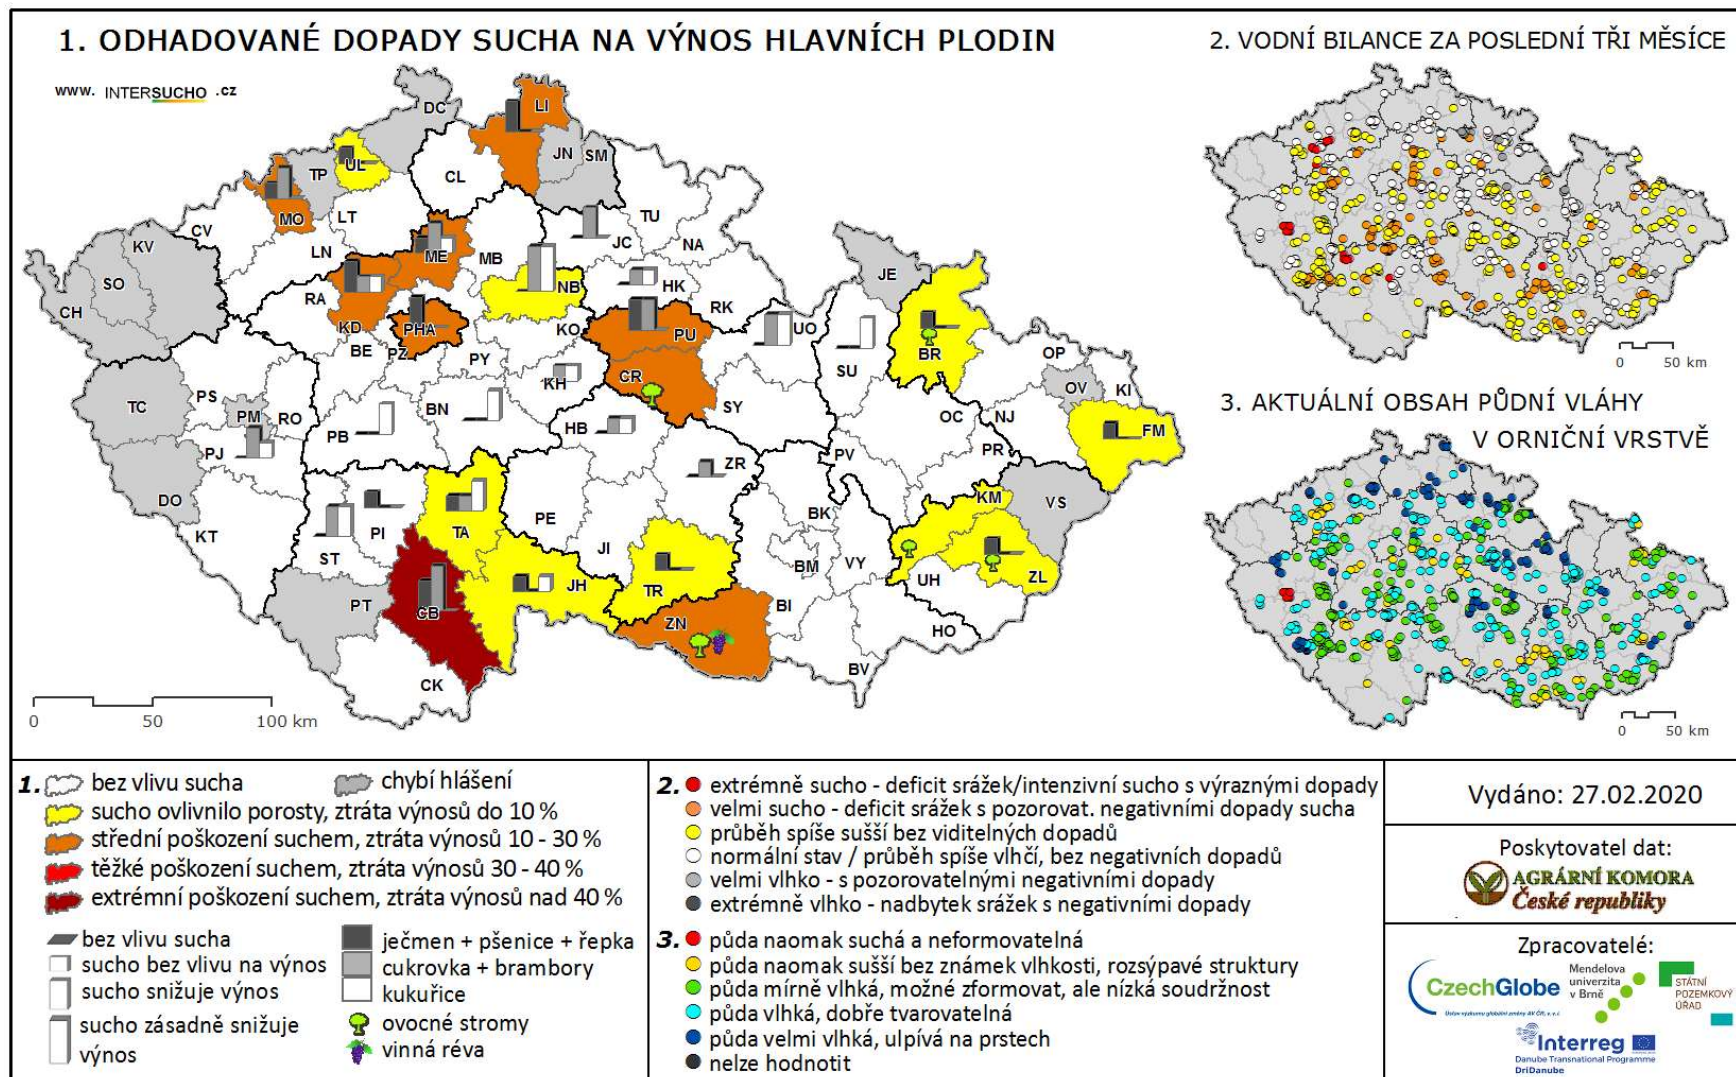 1. ODHADOVANÉ DOPADY SUCHA NA VÝNOS HLAVNÍCH PLODIN
www. INTERSUCHO .cz
DC
LI
UL
TP
JN
SM
CL
MO
LT
TU
CV
KV
JC
LN
ME
MB
NA
SO
JE
CH
RA
NB
HK
RK
KD
PHA
KO
PU
UO
BE
PZ
PY
BR
OP
SU
CR
KH
OV
KI
TC
PS
PM
RO
BN
SY
OC
NJ
FM
PB
HB
PJ
PR
ZR
PV
DO
KM
VS
BK
KT
PI
TA
PE
ST
JI
BM
VY
UH
ZL
JH
TR
PT
CB
BI
ZN
HO
BV
CK
0 50 100 km
2. VODNÍ BILANCE ZA POSLEDNÍ TŘI MĚSÍCE
0 50 km
3. AKTUÁLNÍ OBSAH PŮDNÍ VLÁHY
V ORNIČNÍ VRSTVĚ
0 50 km
1. bez vlivu sucha chybí hlášení
sucho ovlivnilo porosty, ztráta výnosů do 10 %
střední poškození suchem, ztráta výnosů 10 - 30 %
těžké poškození suchem, ztráta výnosů 30 - 40 %
extrémní poškození suchem, ztráta výnosů nad 40 %
bez vlivu sucha
sucho bez vlivu na výnos
sucho snižuje výnos
sucho zásadně snižuje
výnos
ječmen + pšenice + řepka
cukrovka + brambory
kukuřice
ovocné stromy
vinná réva
2. extrémně sucho - deficit srážek/intenzivní sucho s výraznými dopady
velmi sucho - deficit srážek s pozorovat. negativními dopady sucha
průběh spíše sušší bez viditelných dopadů
normální stav / průběh spíše vlhčí, bez negativních dopadů
velmi vlhko - s pozorovatelnými negativními dopady
extrémně vlhko - nadbytek srážek s negativními dopady
3. půda naomak suchá a neformovatelná
půda naomak sušší bez známek vlhkosti, rozsýpavé struktury
půda mírně vlhká, možné zformovat, ale nízká soudržnost
půda vlhká, dobře tvarovatelná
půda velmi vlhká, ulpívá na prstech
nelze hodnotit
Vydáno: 27.02.2020
Poskytovatel dat:
AGRÁRNÍ KOMORA
České republiky
Zpracovatelé:
CzechGlobe
Ústav výzkumu globální změny AV ČR, v.v.i.
Mendelova
univerzita
v Brně
STÁTNÍ
POZEMKOVÝ
ÚŘAD
Interreg
Danube Transnational Programme
DriDanube